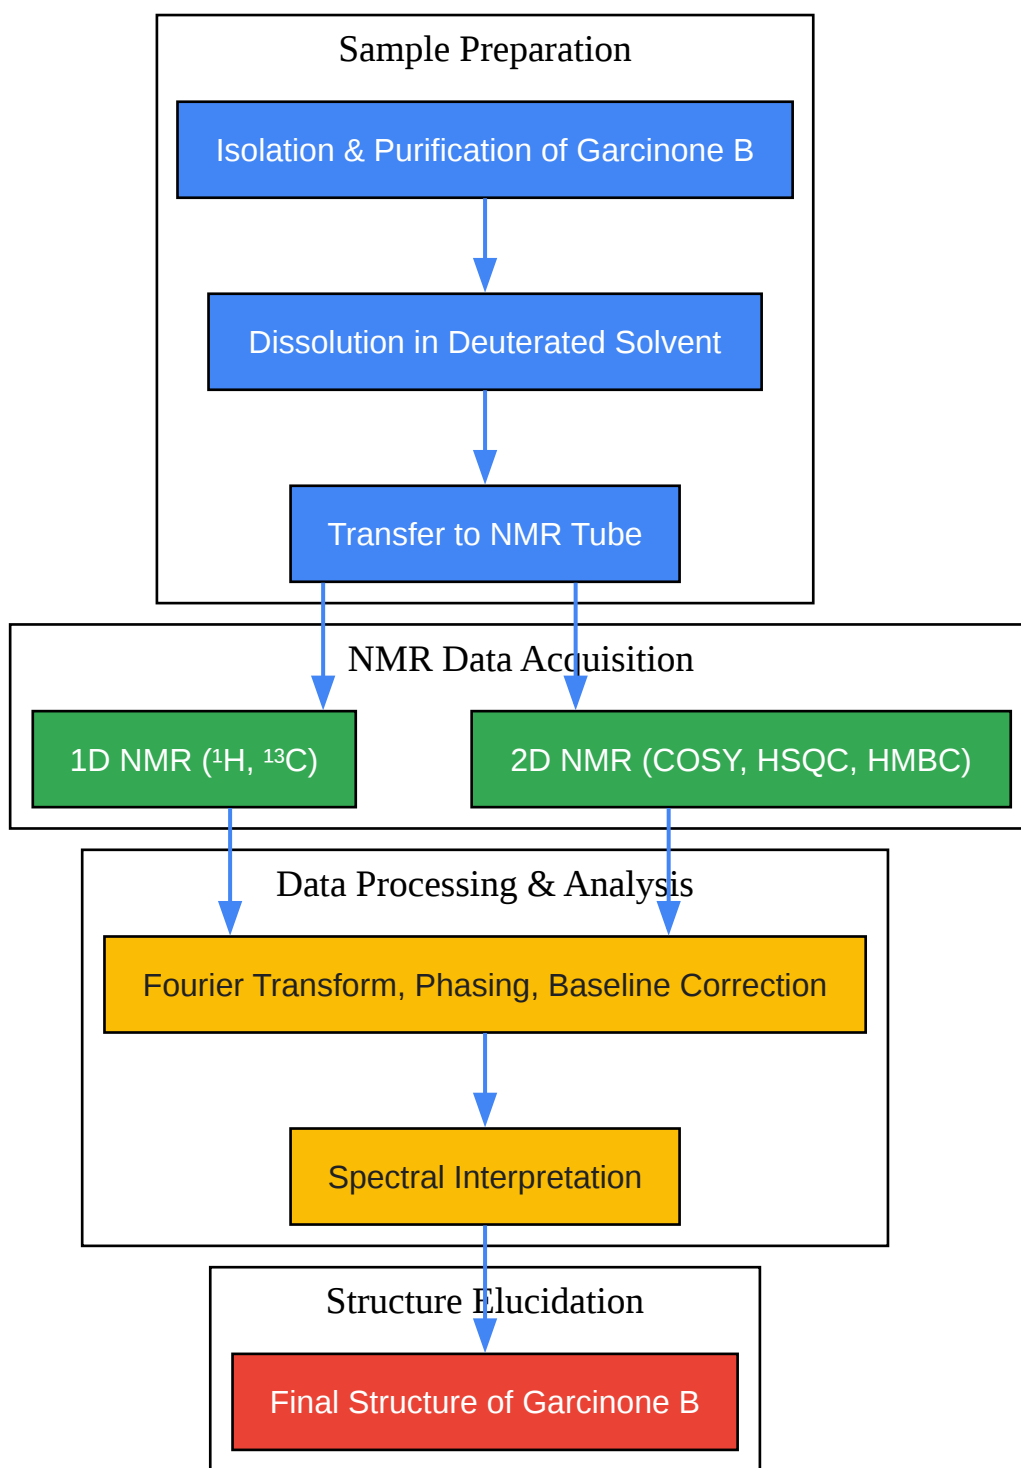 Sample Preparation
Isolation & Purification of Garcinone B
Dissolution in Deuterated Solvent
Transfer to NMR Tube
NMR Data Acquisition
1D NMR (¹H, ¹³C)
2D NMR (COSY, HSQC, HMBC)
Data Processing & Analysis
Fourier Transform, Phasing, Baseline Correction
Spectral Interpretation
Structure Elucidation
Final Structure of Garcinone B